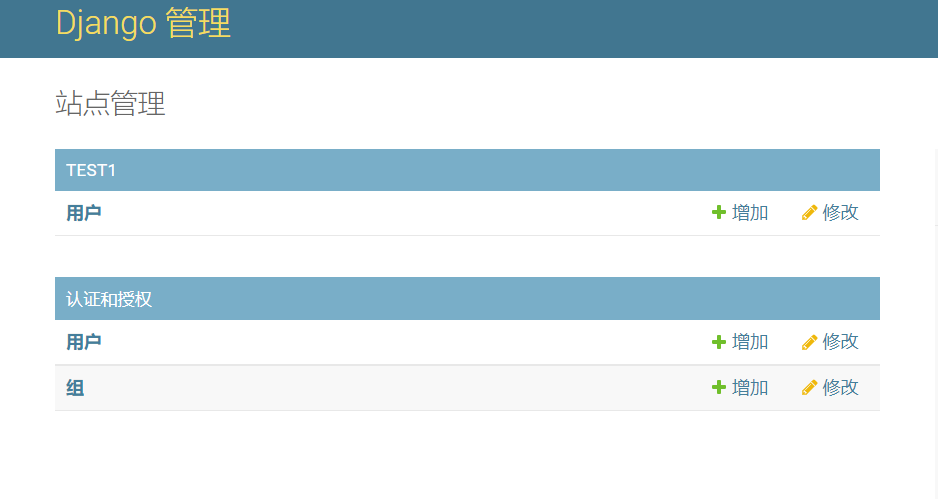 Django 管理
站点管理
TEST1
用户 增加 修改
认证和授权
用户 增加 修改
组 增加 修改